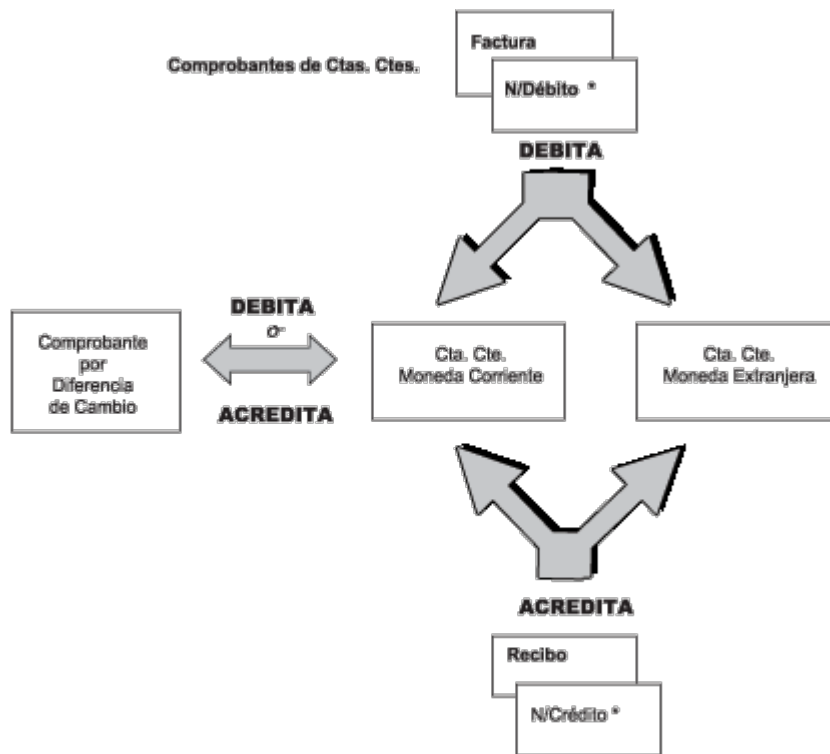 Factura
Comprobantes de Ctas. Ctes.
N/Débito *
DEBITA
DEBITA
o
ACREDITA
Comprobante
por
Diferencia
de Cambio
Cta. Cte.
Moneda Corriente
Cta. Cte.
Moneda Extranjera
ACREDITA
Recibo
N/Crédito *